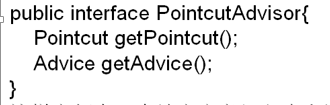 public interface PointcutAdvisor{
Pointcut getPointcut();
Advice getAdvice();
}